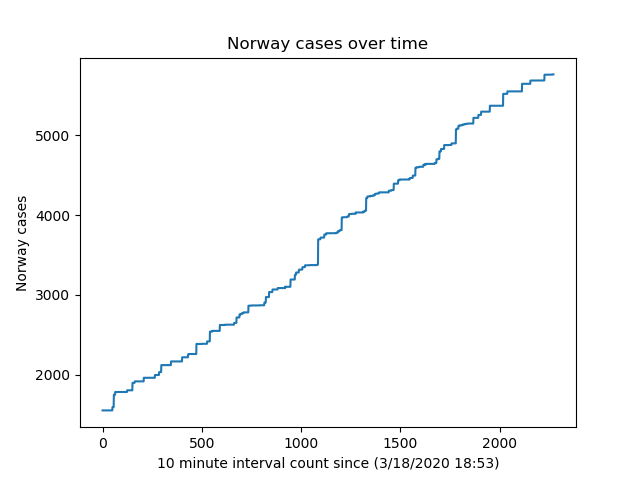 Norway cases over time
Norway cases
5000
4000
3000
2000
0 500 1000 1500 2000
10 minute interval count since (3/18/2020 18:53)